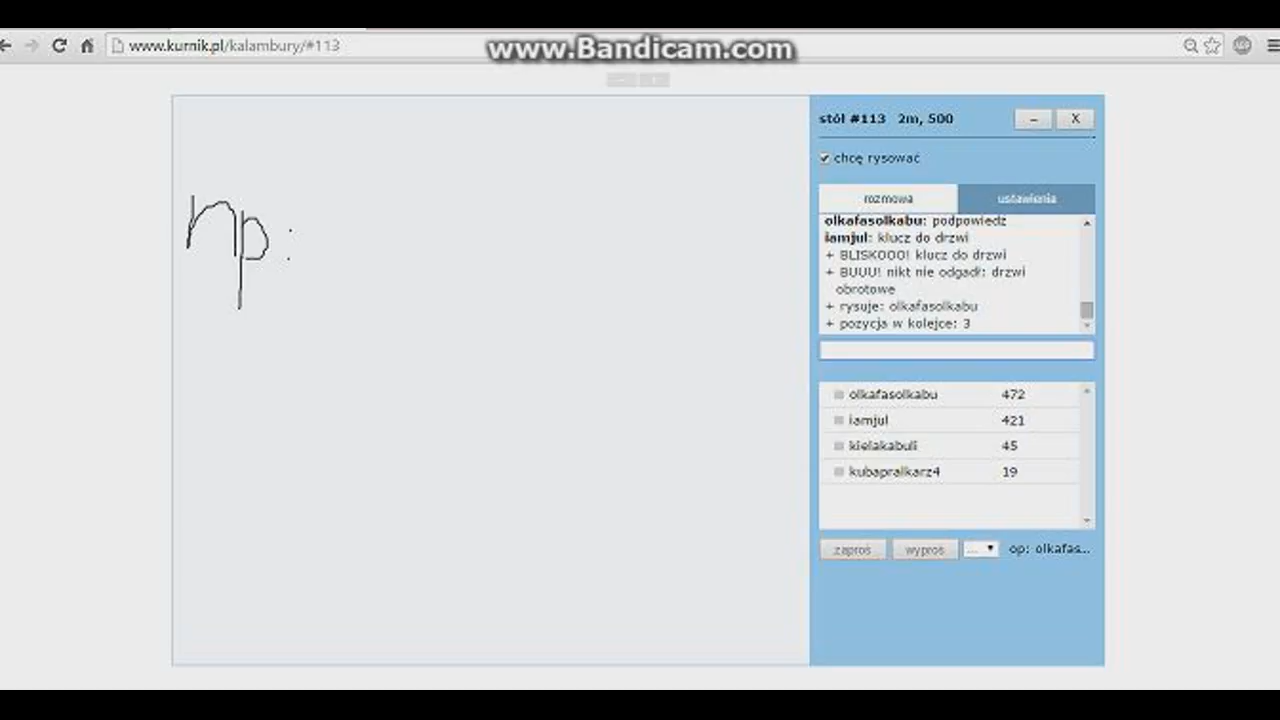 www.kurnik.pl/kalambury/#113
www.Bandicam.com
np:
stół #113 2m, 500
– X
chcę rysować
rozmowa ustawienia
olkafasolkabu: podpowiedź
iamjul: klucz do drzwi
+ BLISKOOO! klucz do drzwi
+ BUUU! nikt nie odgadł: drzwi
obrotowe
+ rysuje: olkafasolkabu
+ pozycja w kolejce: 3
olkafasolkabu 472
iamjul 421
kielakabuli 45
kubapralkarz4 19
zaproś wyproś ... op: olkafas...